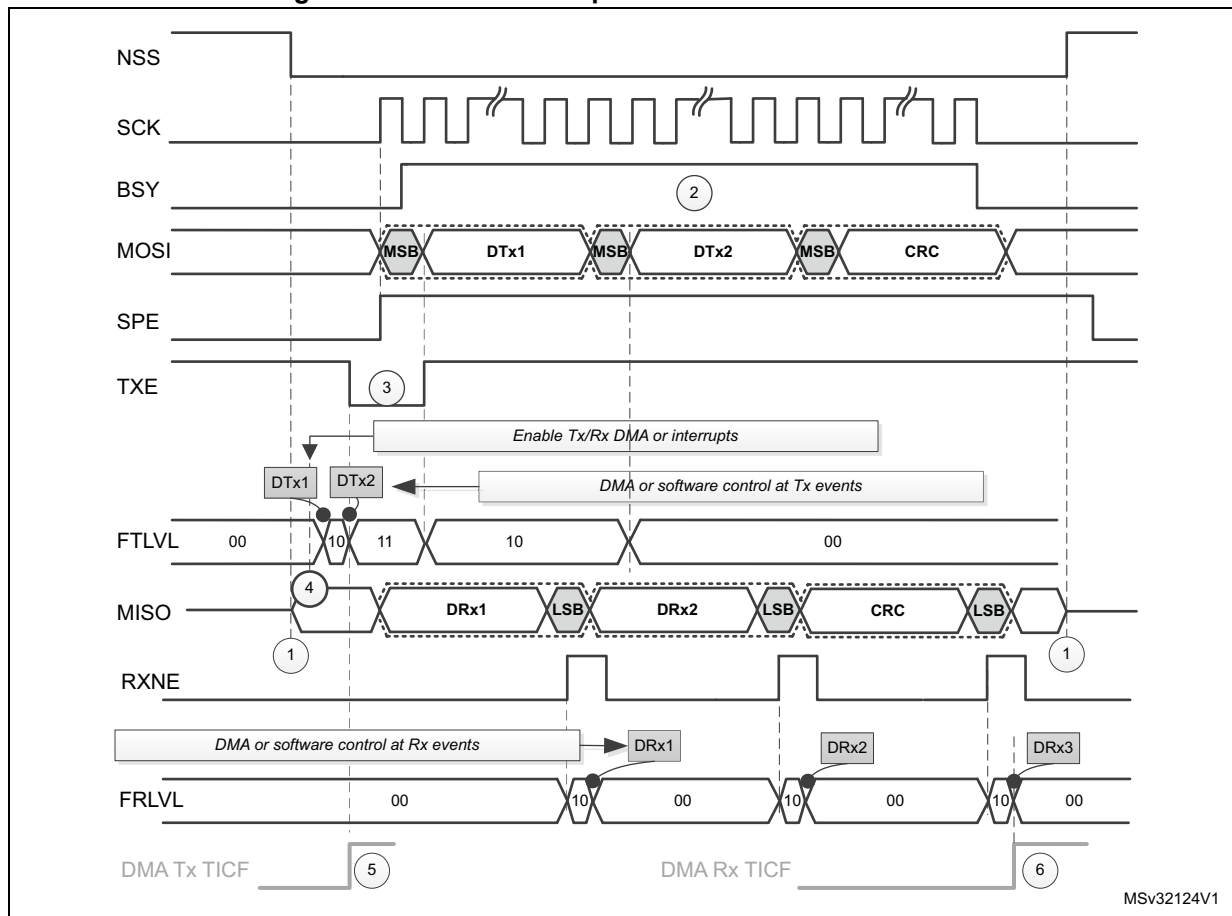 NSS
SCK
BSY
2
MOSI
MSB DTx1 MSB DTx2 MSB CRC
SPE
TXE
3
Enable Tx/Rx DMA or interrupts
DTx1 DTx2 DMA or software control at Tx events
FTLVL 00 10 11 10 00
4
MISO DRx1 LSB DRx2 LSB CRC LSB
1 1
RXNE
DMA or software control at Rx events DRx1 DRx2 DRx3
FRLVL 00 10 00 10 00 10 00
DMA Tx TICF 5 DMA Rx TICF 6
MSv32124V1